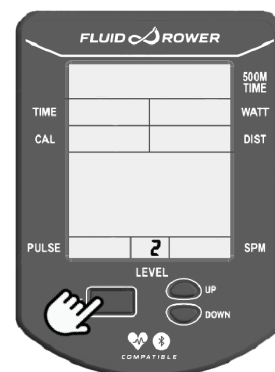 FLUID ROWER
500M
TIME
TIME WATT
CAL DIST
PULSE 2 SPM
LEVEL
UP
DOWN
COMPATIBLE